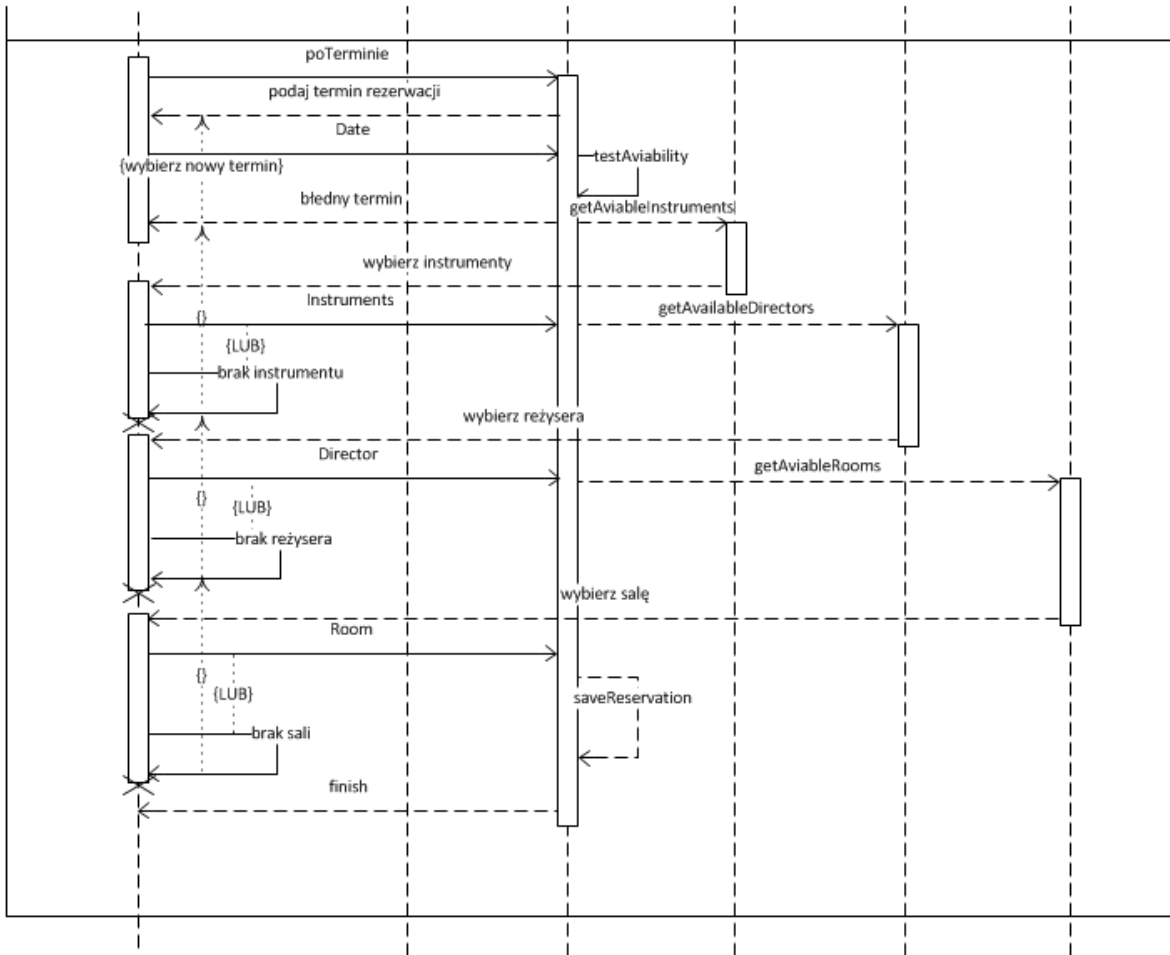 poTerminie
podaj termin rezerwacji
Date
testAviability
{wybierz nowy termin}
błedny termin
getAviableInstruments
wybierz instrumenty
Instruments
getAvailableDirectors
{}
{LUB}
brak instrumentu
wybierz reżysera
Director
getAviableRooms
{}
{LUB}
brak reżysera
wybierz salę
Room
{}
{LUB}
saveReservation
brak sali
finish